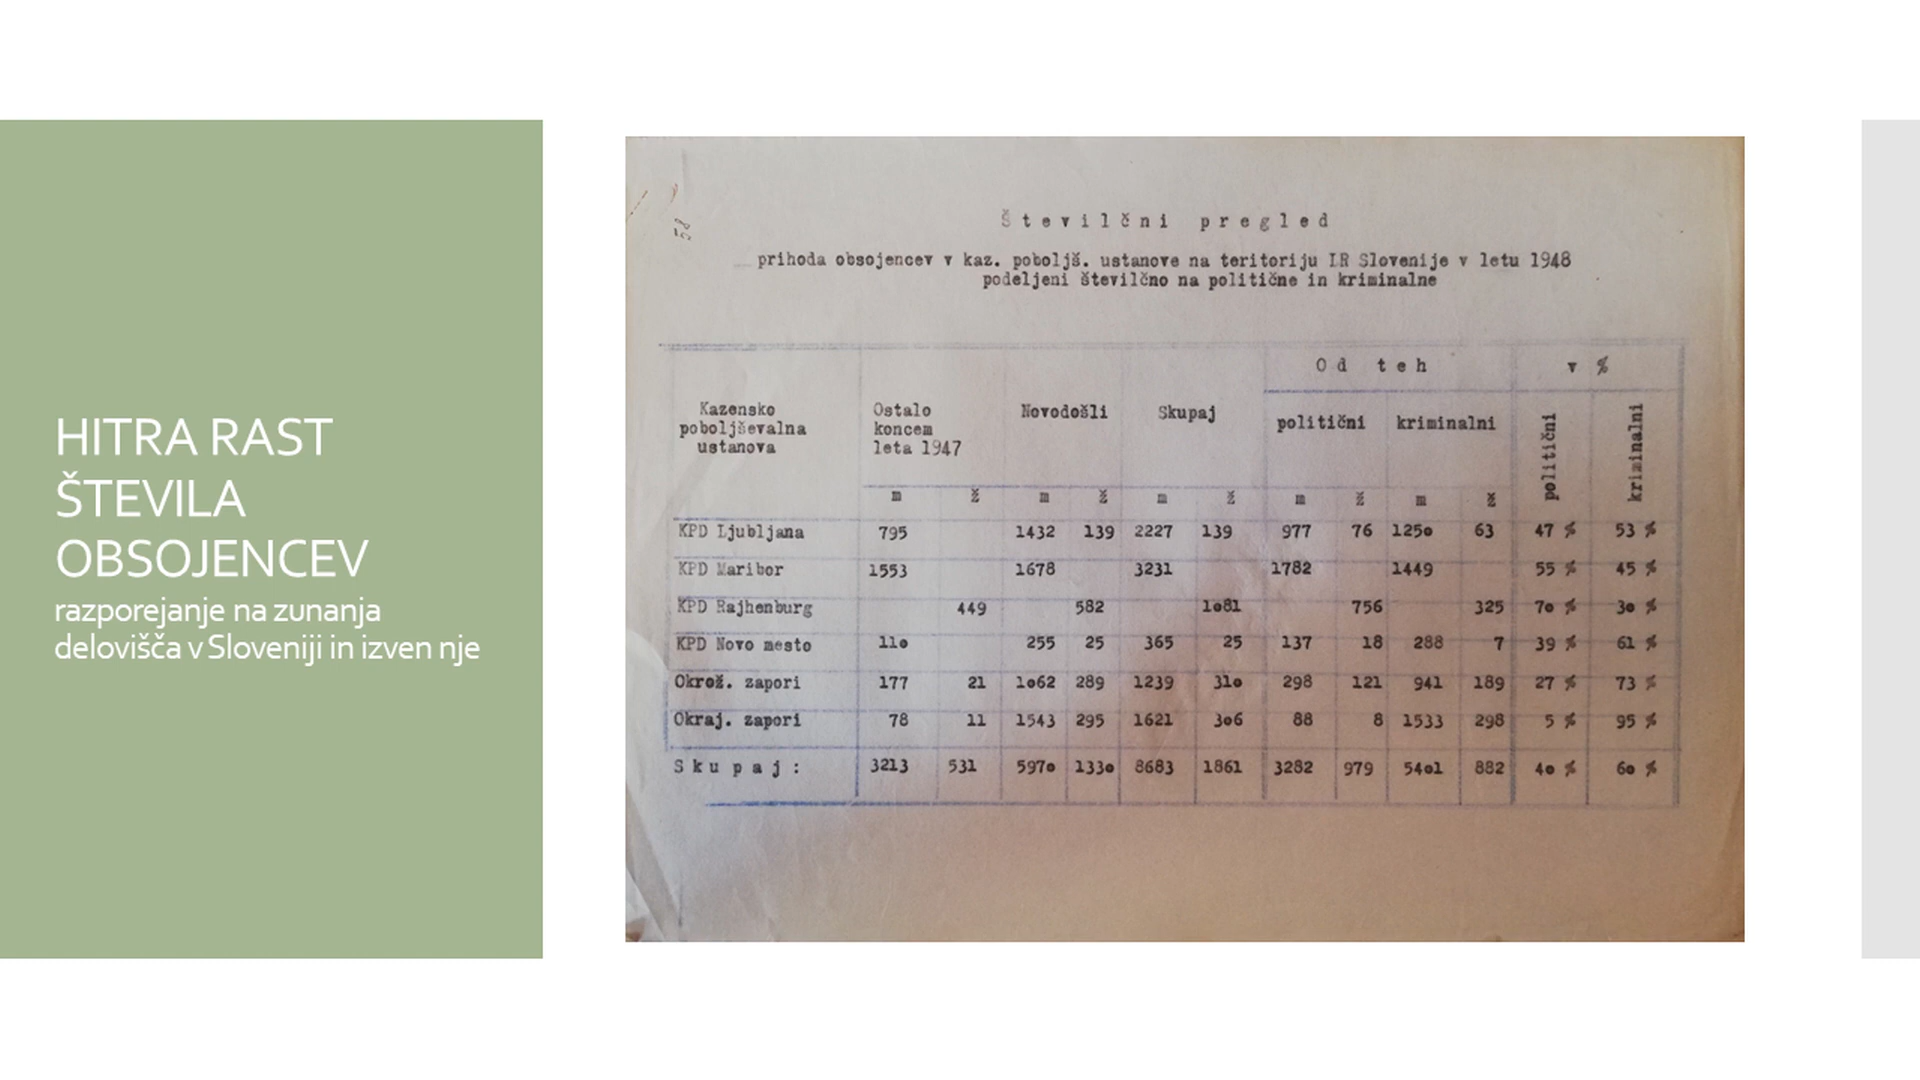 HITRA RAST
ŠTEVILA
OBSOJENCEV
razporejanje na zunanja
delovišča v Sloveniji in izven nje
58
Številčni pregled
prihoda obsojencev v kaz. poboljš. ustanove na teritoriju LR Slovenije v letu 1948
podeljeni številčno na politične in kriminalne
Od teh v %
Kazensko poboljševalna ustanova Ostalo koncem leta 1947 Novodošli Skupaj politični kriminalni politični kriminalni
m ž m ž m ž m ž m ž
KPD Ljubljana 795 1432 139 2227 139 977 76 1250 63 47 % 53 %
KPD Maribor 1553 1678 3231 1782 1449 55 % 45 %
KPD Rajhenburg 449 582 1081 756 325 70 % 30 %
KPD Novo mesto 110 255 25 365 25 137 18 288 7 39 % 61 %
Okrož. zapori 177 21 1062 289 1239 310 298 121 941 189 27 % 73 %
Okraj. zapori 78 11 1543 295 1621 306 88 8 1533 298 5 % 95 %
Skupaj: 3213 531 5970 1330 8683 1861 3282 979 5401 882 40 % 60 %